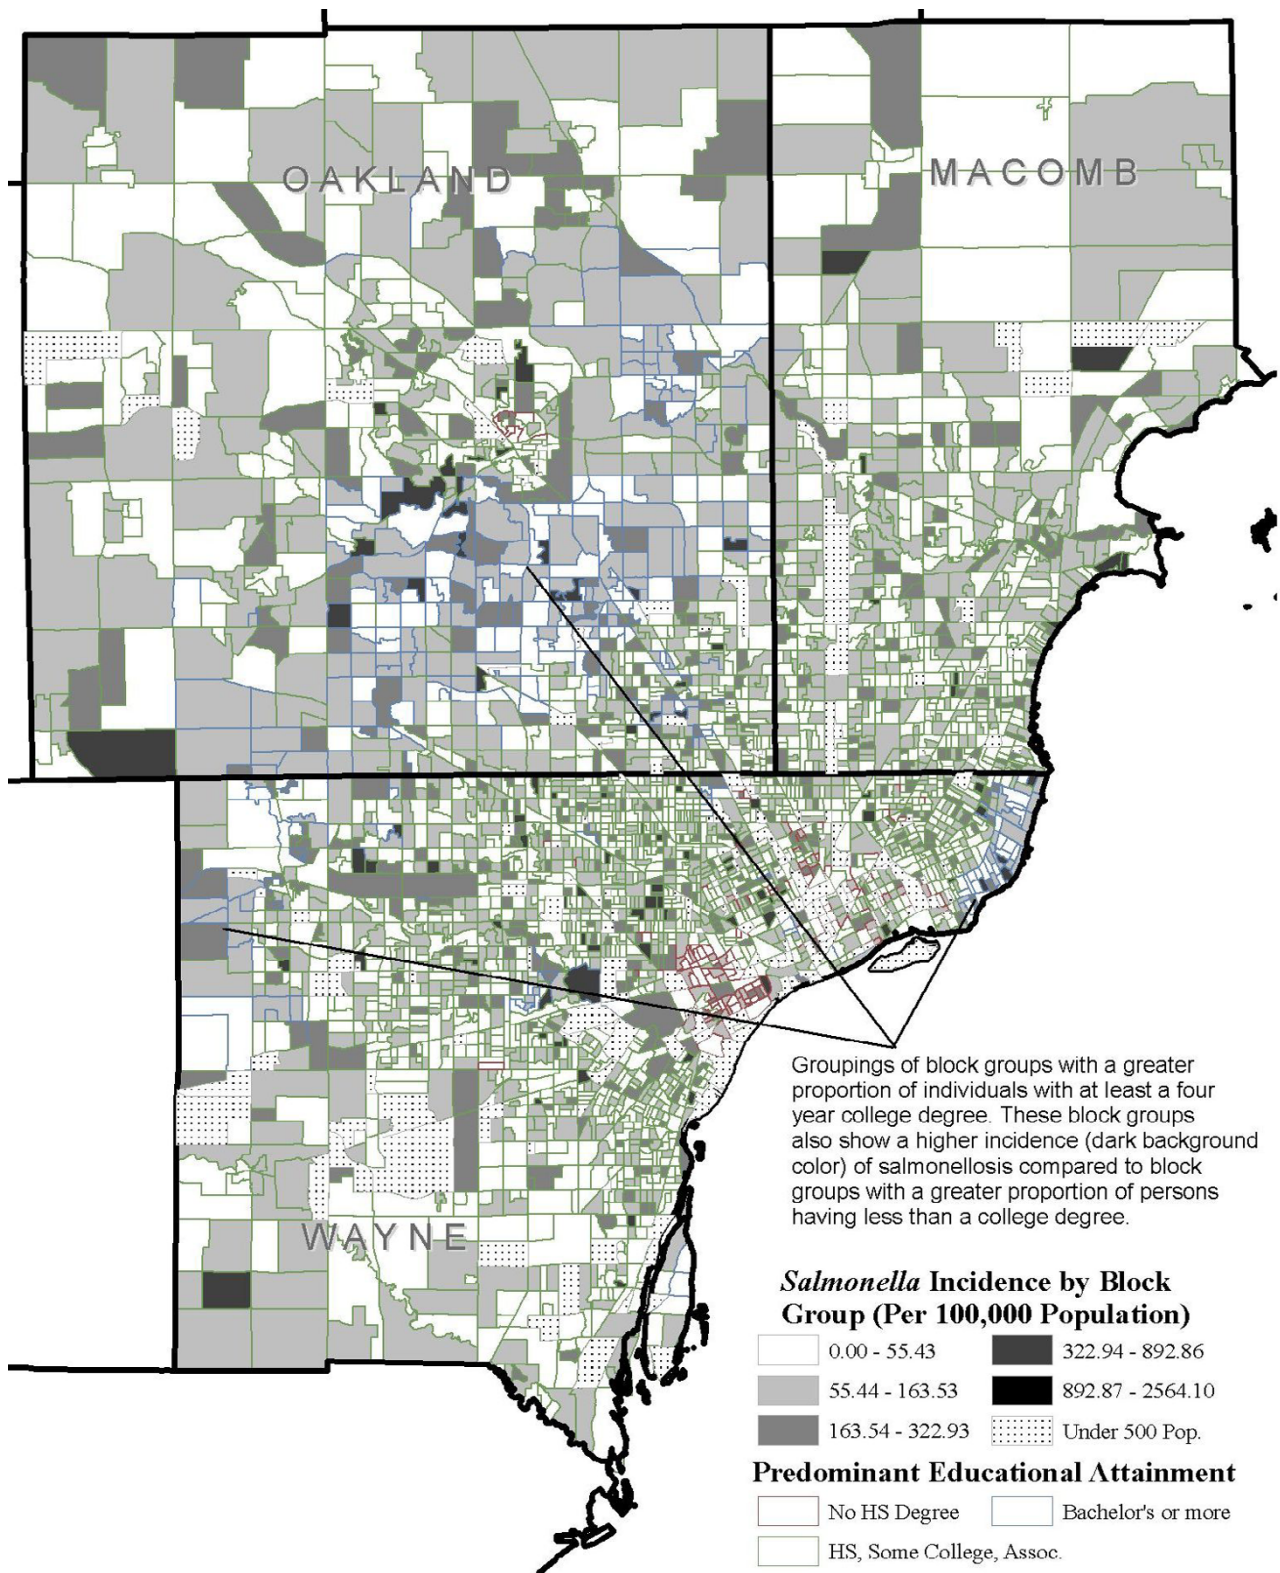 OAKLAND
MACOMB
WAYNE
Groupings of block groups with a greater
proportion of individuals with at least a four
year college degree. These block groups
also show a higher incidence (dark background
color) of salmonellosis compared to block
groups with a greater proportion of persons
having less than a college degree.
Salmonella Incidence by Block
Group (Per 100,000 Population)
0.00 - 55.43
322.94 - 892.86
55.44 - 163.53
892.87 - 2564.10
163.54 - 322.93
Under 500 Pop.
Predominant Educational Attainment
No HS Degree
Bachelor's or more
HS, Some College, Assoc.